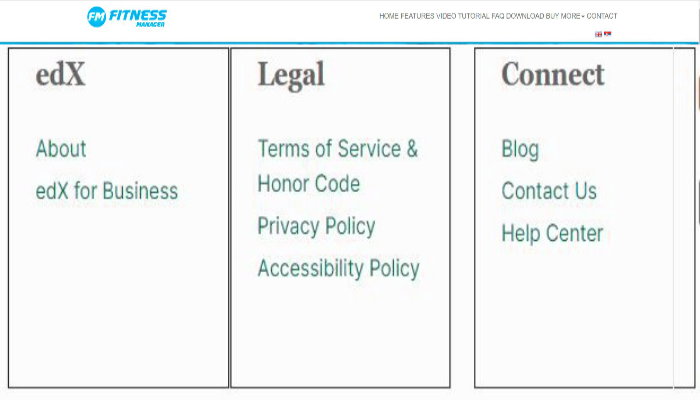 FM FITNESS
MANAGER
HOME FEATURES VIDEO TUTORIAL FAQ DOWNLOAD BUY MORE CONTACT
edX
About
edX for Business
Legal
Terms of Service &
Honor Code
Privacy Policy
Accessibility Policy
Connect
Blog
Contact Us
Help Center